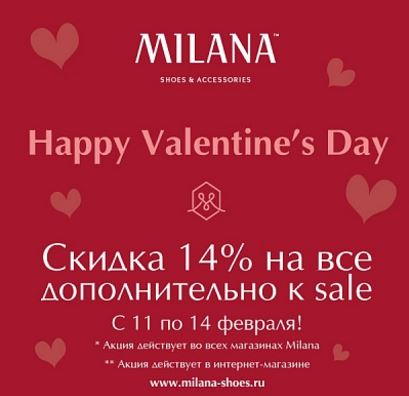 MILANA™
SHOES & ACCESSORIES
Happy Valentine's Day
Скидка 14% на все
дополнительно к sale
С 11 по 14 февраля!
* Акция действует во всех магазинах Milana
** Акция действует в интернет-магазине
www.milana-shoes.ru